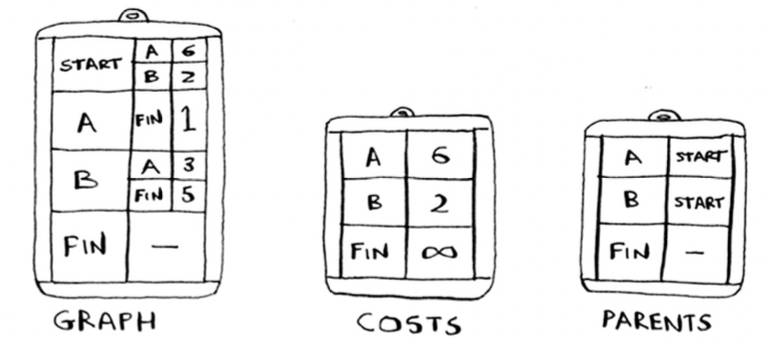 START A 6
B 2
A FIN 1
B A 3
FIN 5
FIN —
GRAPH
A 6
B 2
FIN ∞
COSTS
A START
B START
FIN —
PARENTS